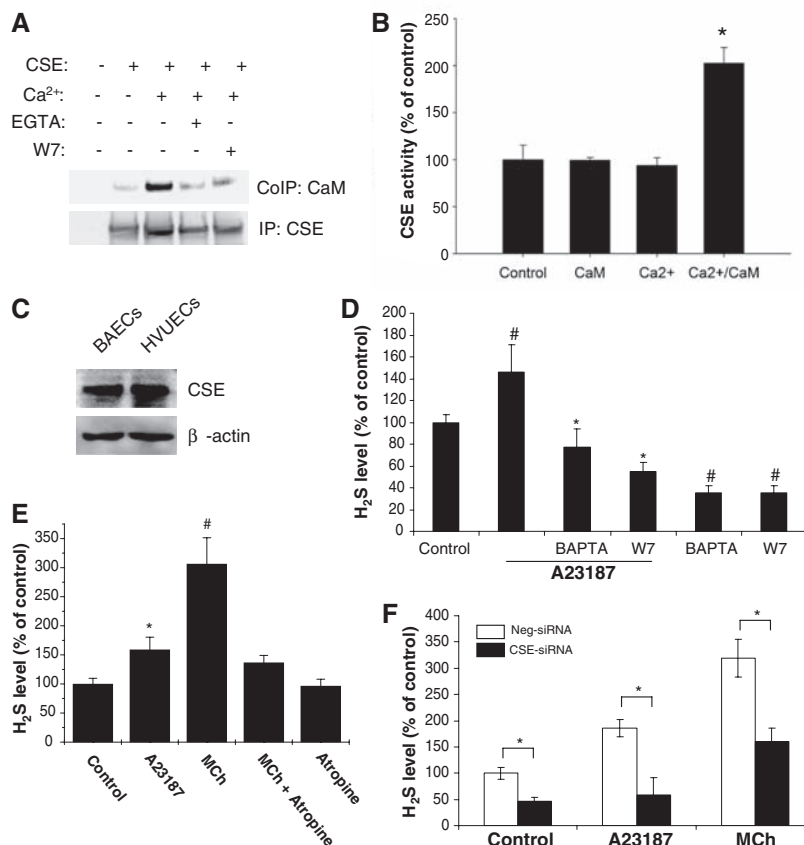 A
CSE: - + + + +
Ca2+: - - + + +
EGTA: - - - + -
W7: - - - - +
CoIP: CaM
IP: CSE
B
CSE activity (% of control)
250
200
150
100
50
0
*
Control CaM Ca2+ Ca2+/CaM
C
BAECs HVUECs
CSE
β -actin
D
H2S level (% of control)
200
180
160
140
120
100
80
60
40
20
0
# * * # #
Control BAPTA W7 BAPTA W7
A23187
E
H2S level (% of control)
350
300
250
200
150
100
50
0
* #
Control A23187 MCh MCh + Atropine Atropine
F
H2S level (% of control)
400
350
300
250
200
150
100
50
0
Neg-siRNA
CSE-siRNA
* * *
Control A23187 MCh